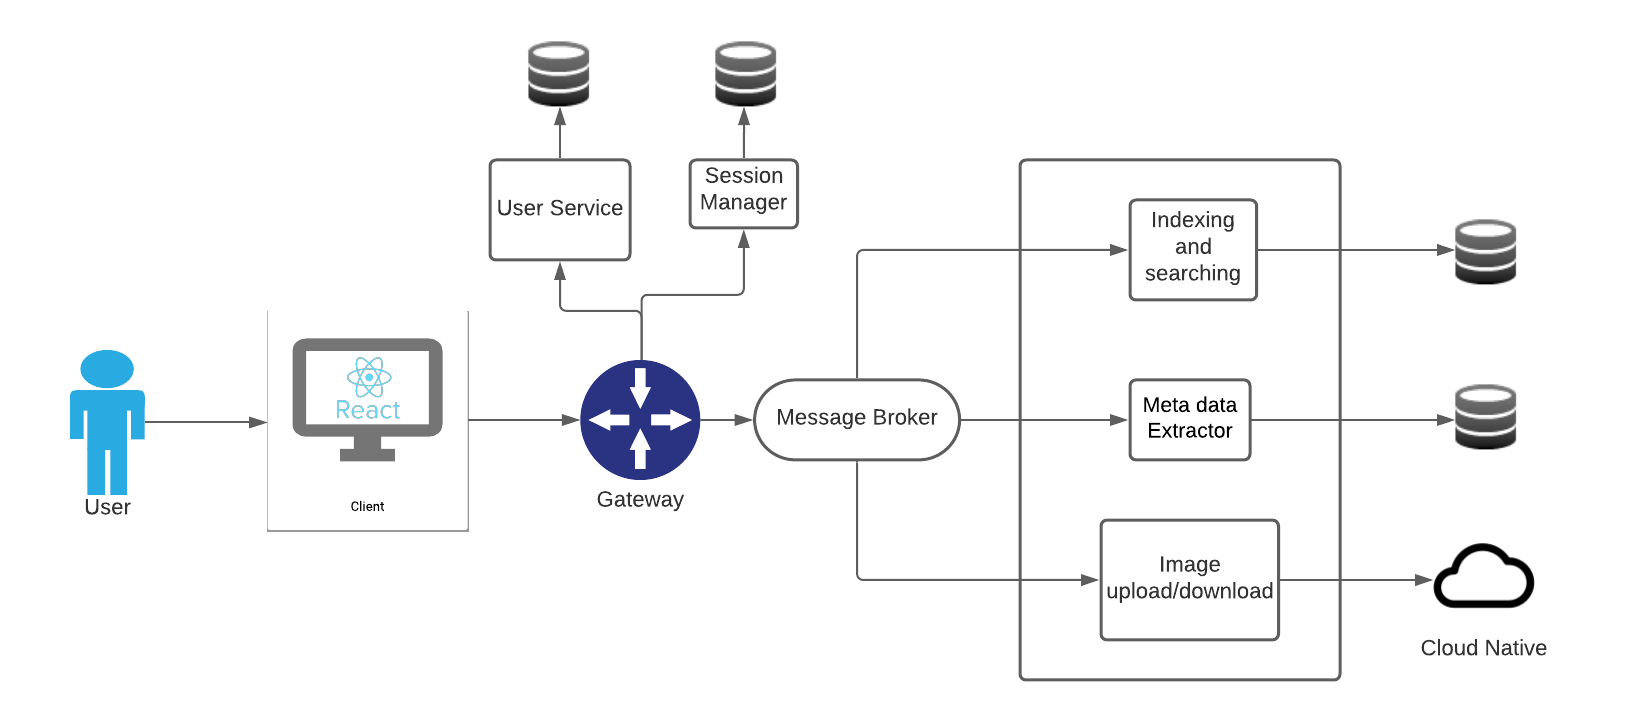 User Service
Session
Manager
Indexing
and
searching
React
Client
User
Gateway
Message Broker
Meta data
Extractor
Image
upload/download
Cloud Native